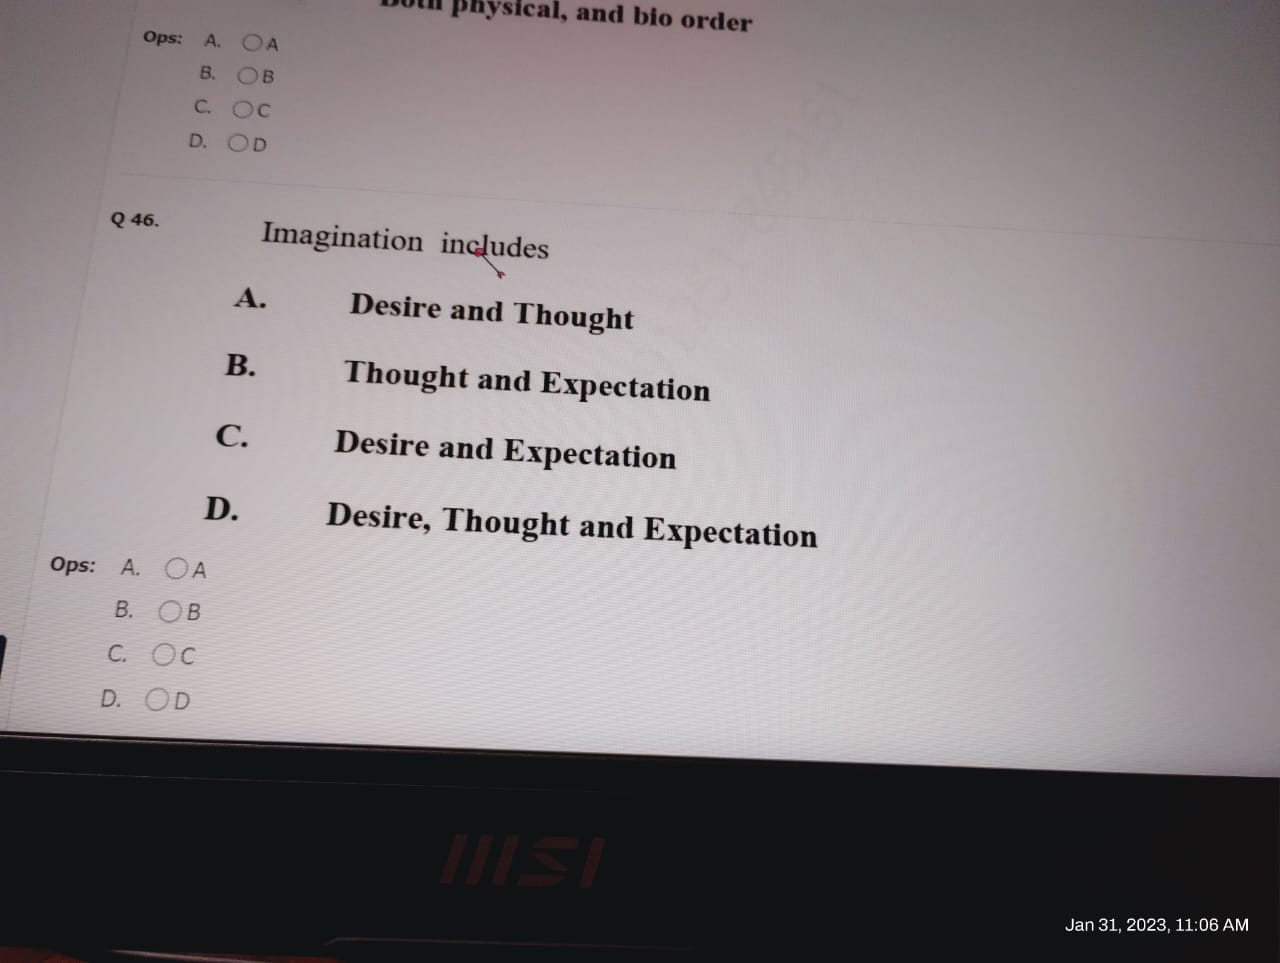 physical, and bio order
Ops: A. A
B. B
C. C
D. D
Q 46. Imagination includes
A. Desire and Thought
B. Thought and Expectation
C. Desire and Expectation
D. Desire, Thought and Expectation
Ops: A. A
B. B
C. C
D. D
msi
Jan 31, 2023, 11:06 AM